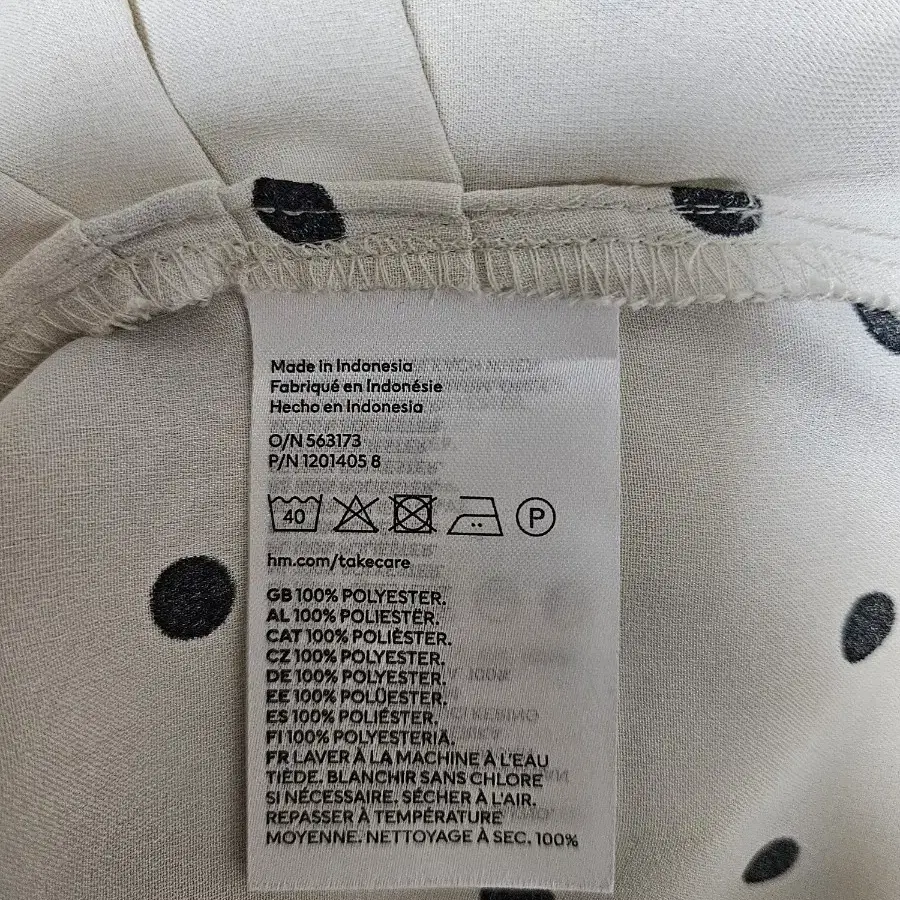 Made in Indonesia
Fabriqué en Indonésie
Hecho en Indonesia
O/N 563173
P/N 1201405 8
40
P
hm.com/takecare
GB 100% POLYESTER.
AL 100% POLIESTËR.
CAT 100% POLIÈSTER.
CZ 100% POLYESTER.
DE 100% POLYESTER.
EE 100% POLÜESTER.
ES 100% POLIÉSTER.
FI 100% POLYESTERIA.
FR LAVER À LA MACHINE À L'EAU
TIÈDE. BLANCHIR SANS CHLORE
SI NÉCESSAIRE. SÉCHER À L'AIR.
REPASSER À TEMPÉRATURE
MOYENNE. NETTOYAGE À SEC. 100%